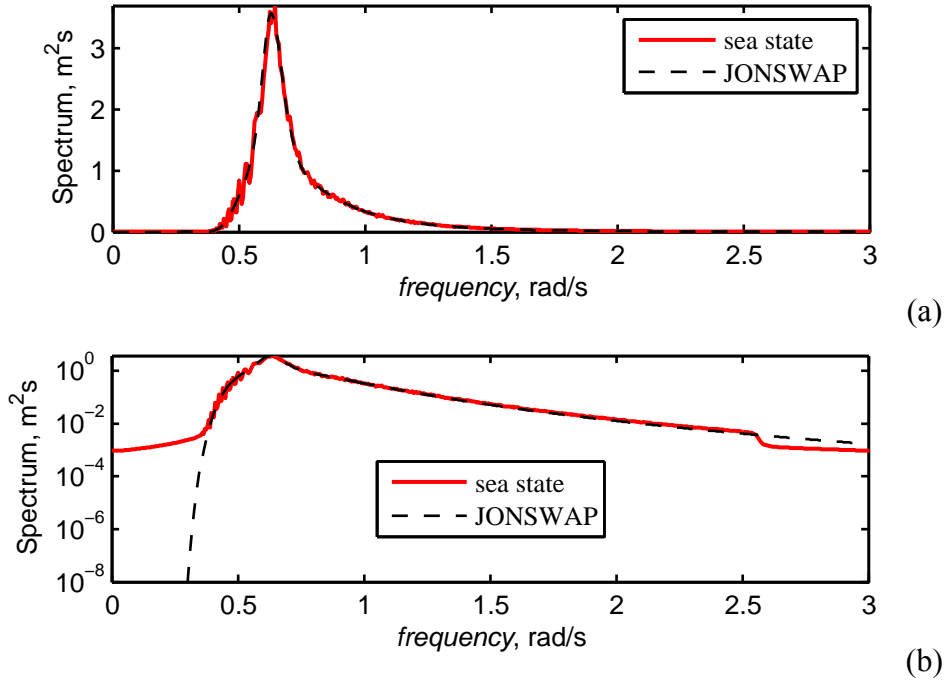 Spectrum, m²s
3
2
1
0
sea state
JONSWAP
0 0.5 1 1.5 2 2.5 3
frequency, rad/s
(a)
Spectrum, m²s
10⁰
10⁻²
10⁻⁴
10⁻⁶
10⁻⁸
sea state
JONSWAP
0 0.5 1 1.5 2 2.5 3
frequency, rad/s
(b)